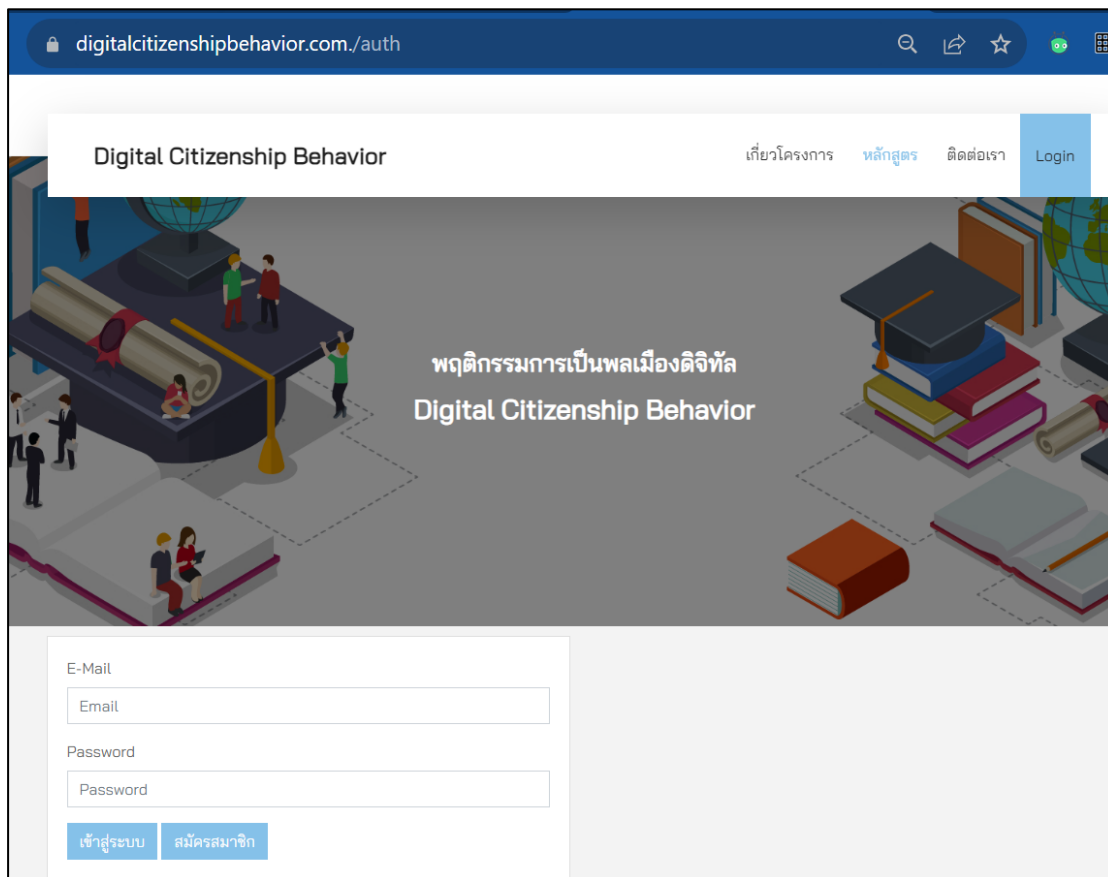 digitalcitizenshipbehavior.com./auth
Digital Citizenship Behavior
เกี่ยวโครงการ หลักสูตร ติดต่อเรา Login
พฤติกรรมการเป็นพลเมืองดิจิทัล
Digital Citizenship Behavior
E-Mail
Email
Password
Password
เข้าสู่ระบบ สมัครสมาชิก